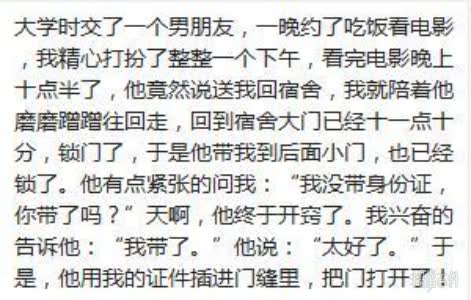 大学时交了一个男朋友，一晚约了吃饭看电影
，我精心打扮了整整一个下午，看完电影晚上
十点半了，他竟然说送我回宿舍，我就陪着他
磨磨蹭蹭往回走，回到宿舍大门已经十一点十
分，锁门了，于是他带我到后面小门，也已经
锁了。他有点紧张的问我：“我没带身份证，
你带了吗？”天啊，他终于开窍了。我兴奋的
告诉他：“我带了。”他说：“太好了。”于
是，他用我的证件插进门缝里，把门打开